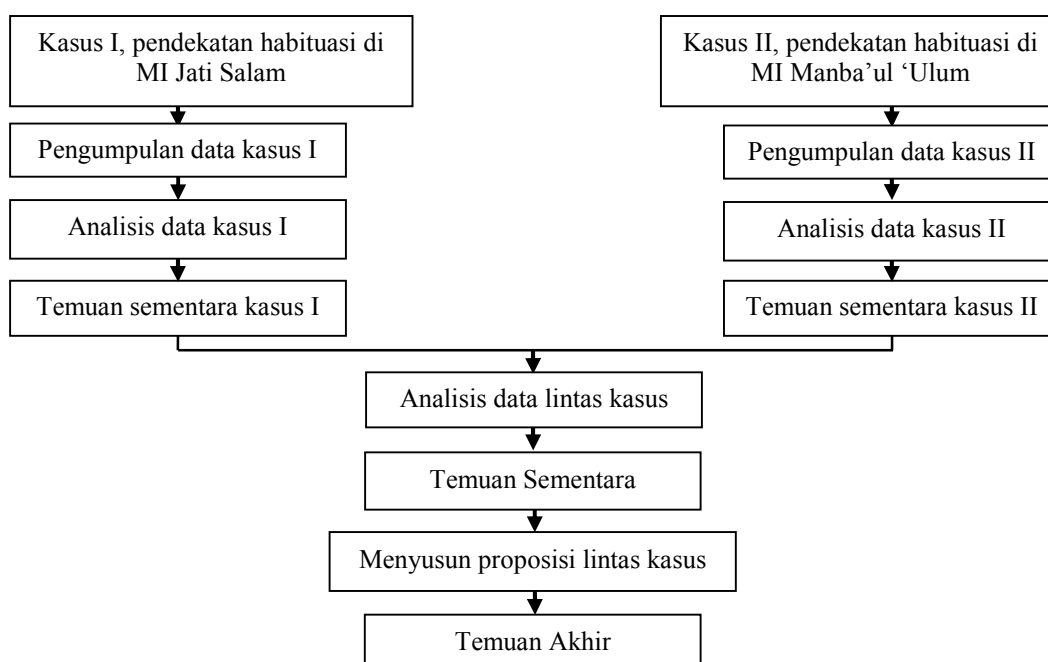 Kasus I, pendekatan habituasi di
MI Jati Salam
Pengumpulan data kasus I
Analisis data kasus I
Temuan sementara kasus I
Kasus II, pendekatan habituasi di
MI Manba’ul ‘Ulum
Pengumpulan data kasus II
Analisis data kasus II
Temuan sementara kasus II
Analisis data lintas kasus
Temuan Sementara
Menyusun proposisi lintas kasus
Temuan Akhir